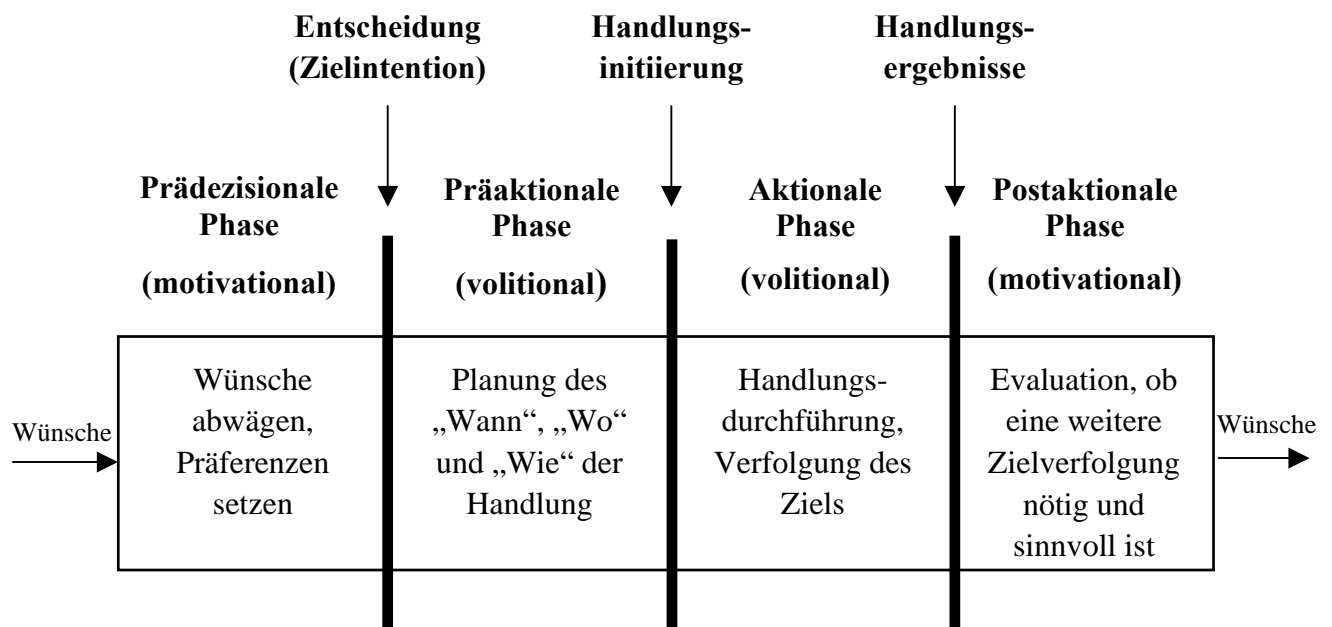 Entscheidung
(Zielintention)
Handlungs-
initiierung
Handlungs-
ergebnisse
Prädezisionale
Phase
(motivational)
Präaktionale
Phase
(volitional)
Aktionale
Phase
(volitional)
Postaktionale
Phase
(motivational)
Wünsche
Wünsche
abwägen,
Präferenzen
setzen
Planung des
„Wann“, „Wo“
und „Wie“ der
Handlung
Handlungs-
durchführung,
Verfolgung des
Ziels
Evaluation, ob
eine weitere
Zielverfolgung
nötig und
sinnvoll ist
Wünsche